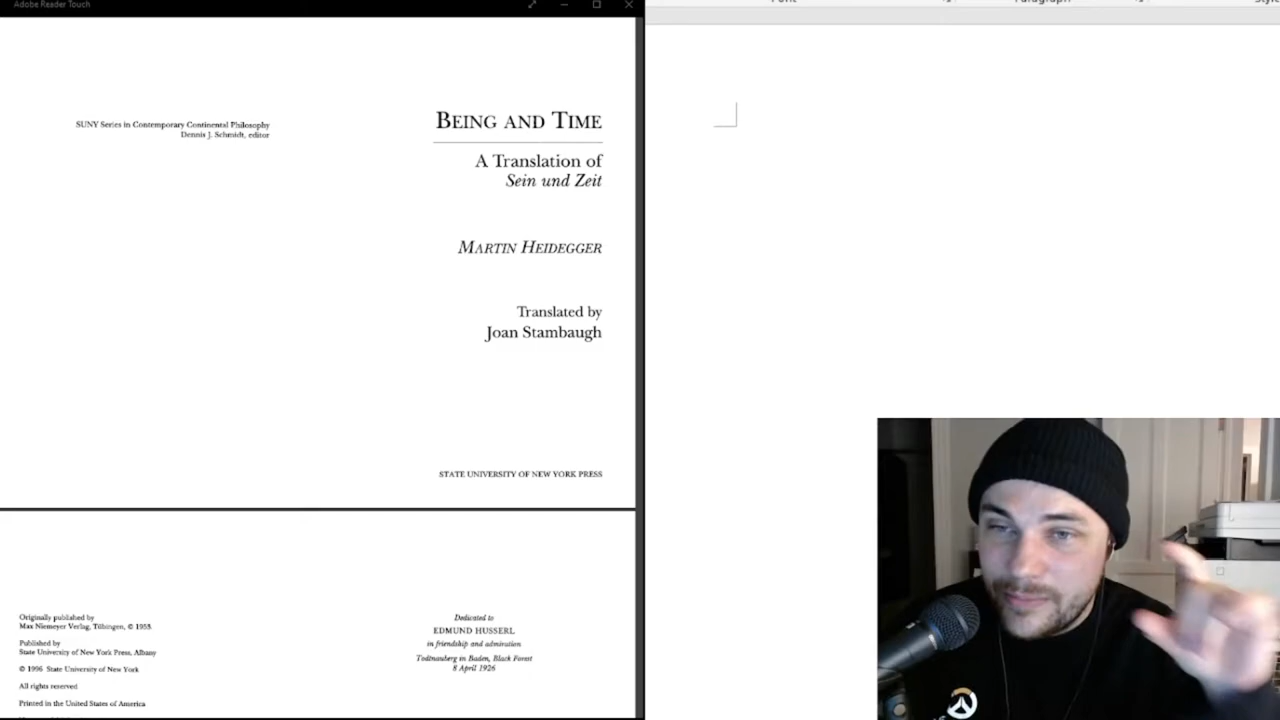 Adobe Reader Touch
SUNY Series in Contemporary Continental Philosophy
Dennis J. Schmidt, editor
BEING AND TIME
A Translation of
Sein und Zeit
MARTIN HEIDEGGER
Translated by
Joan Stambaugh
STATE UNIVERSITY OF NEW YORK PRESS
Originally published by
Max Niemeyer Verlag, Tübingen, © 1953.
Published by
State University of New York Press, Albany
© 1996 State University of New York
All rights reserved
Printed in the United States of America
Dedicated to
EDMUND HUSSERL
in friendship and admiration
Todtnauberg in Baden, Black Forest
8 April 1926
Paragraph